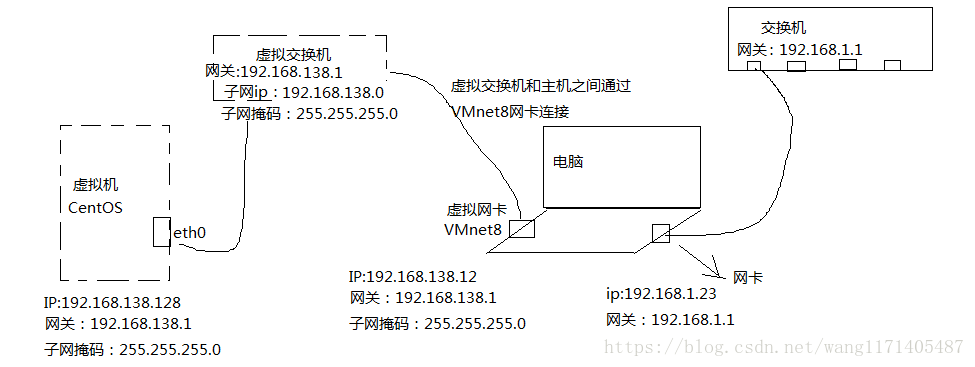 虚拟交换机
网关:192.168.138.1
子网ip：192.168.138.0
子网掩码：255.255.255.0
虚拟交换机和主机之间通过
VMnet8网卡连接
交换机
网关：192.168.1.1
电脑
虚拟机
CentOS
eth0
虚拟网卡
VMnet8
网卡
IP:192.168.138.128
网关：192.168.138.1
子网掩码：255.255.255.0
IP:192.168.138.12
网关：192.168.138.1
子网掩码：255.255.255.0
ip:192.168.1.23
网关：192.168.1.1
https://blog.csdn.net/wang1171405487